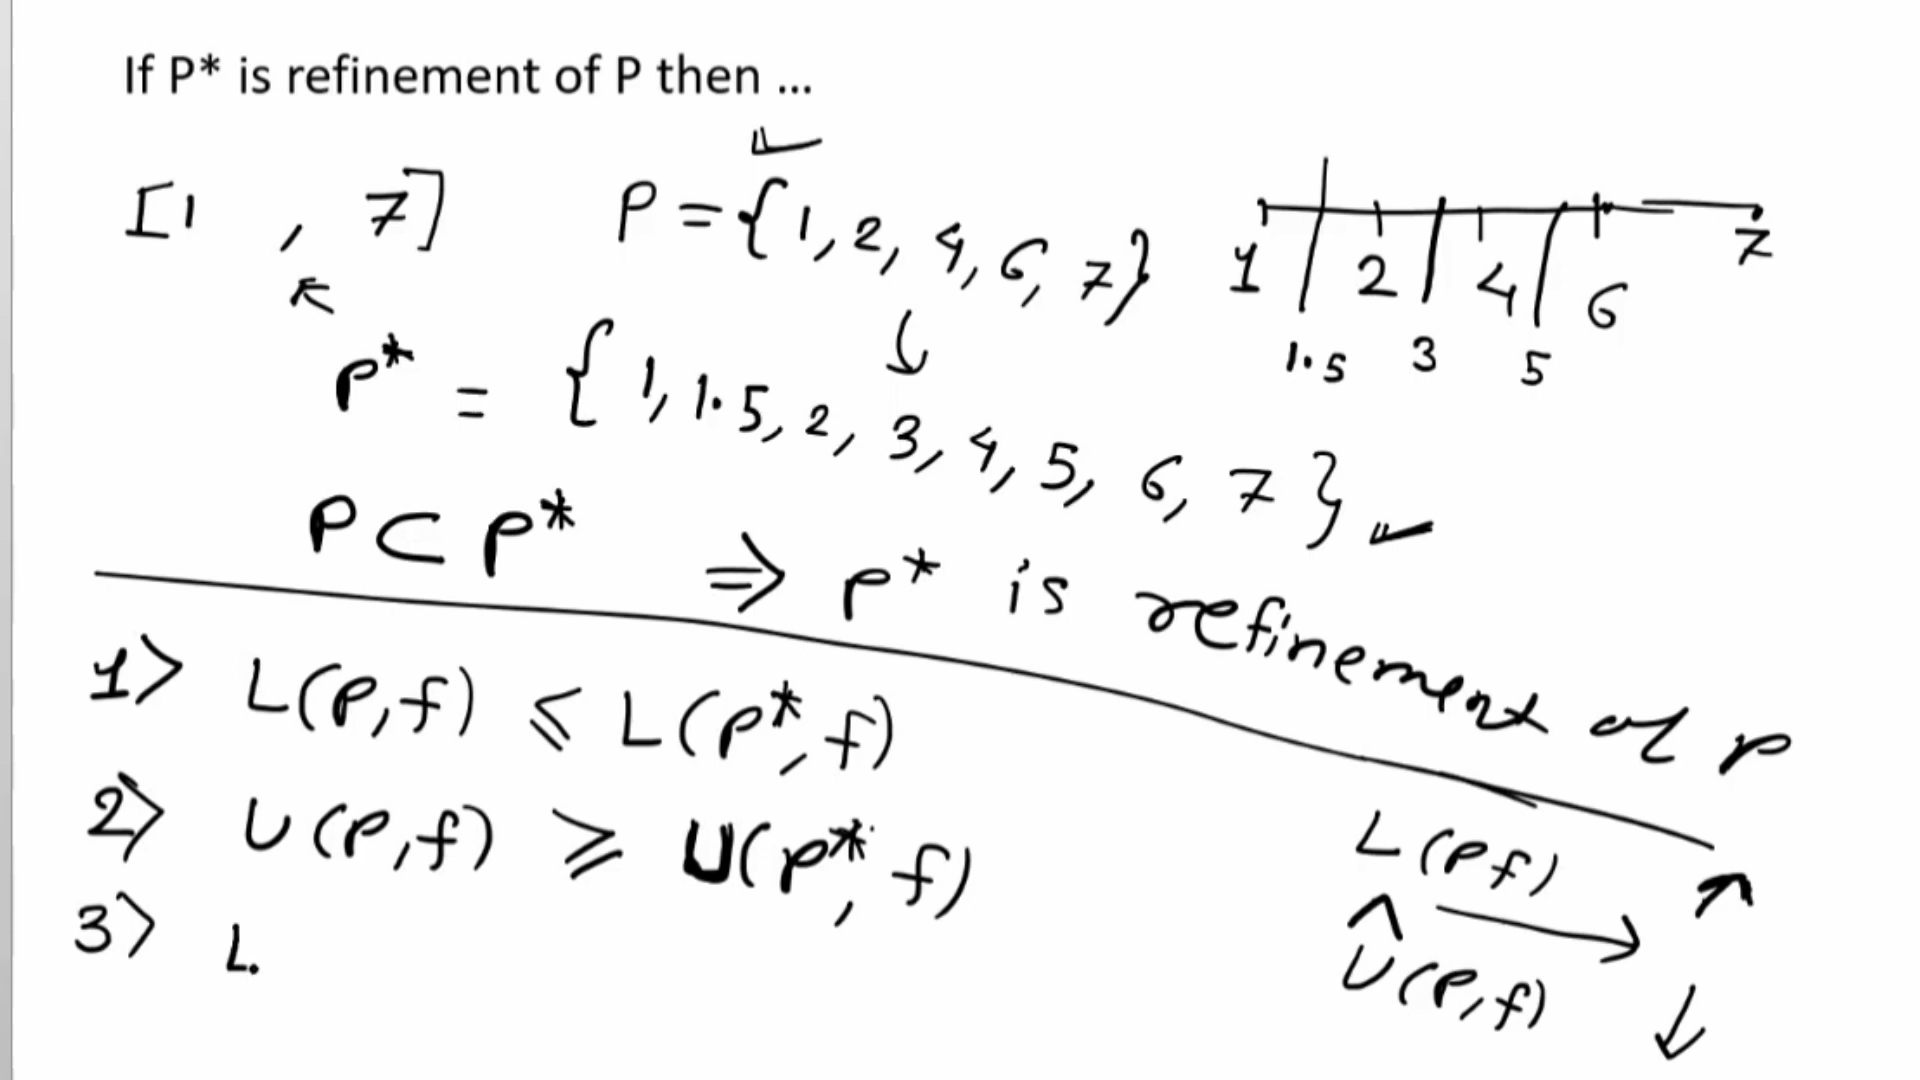 If P* is refinement of P then ...
[1 , 7] P = {1, 2, 4, 6, 7}
1 2 4 6 7
1.5 3 5
P* = {1, 1.5, 2, 3, 4, 5, 6, 7}
P ⊂ P* ⇒ P* is refinement of P
1> L(P,f) ≤ L(P*,f)
2> U(P,f) ≥ U(P*,f)
3> L.
L(P f) ↑
^ →
U(P,f) ↓